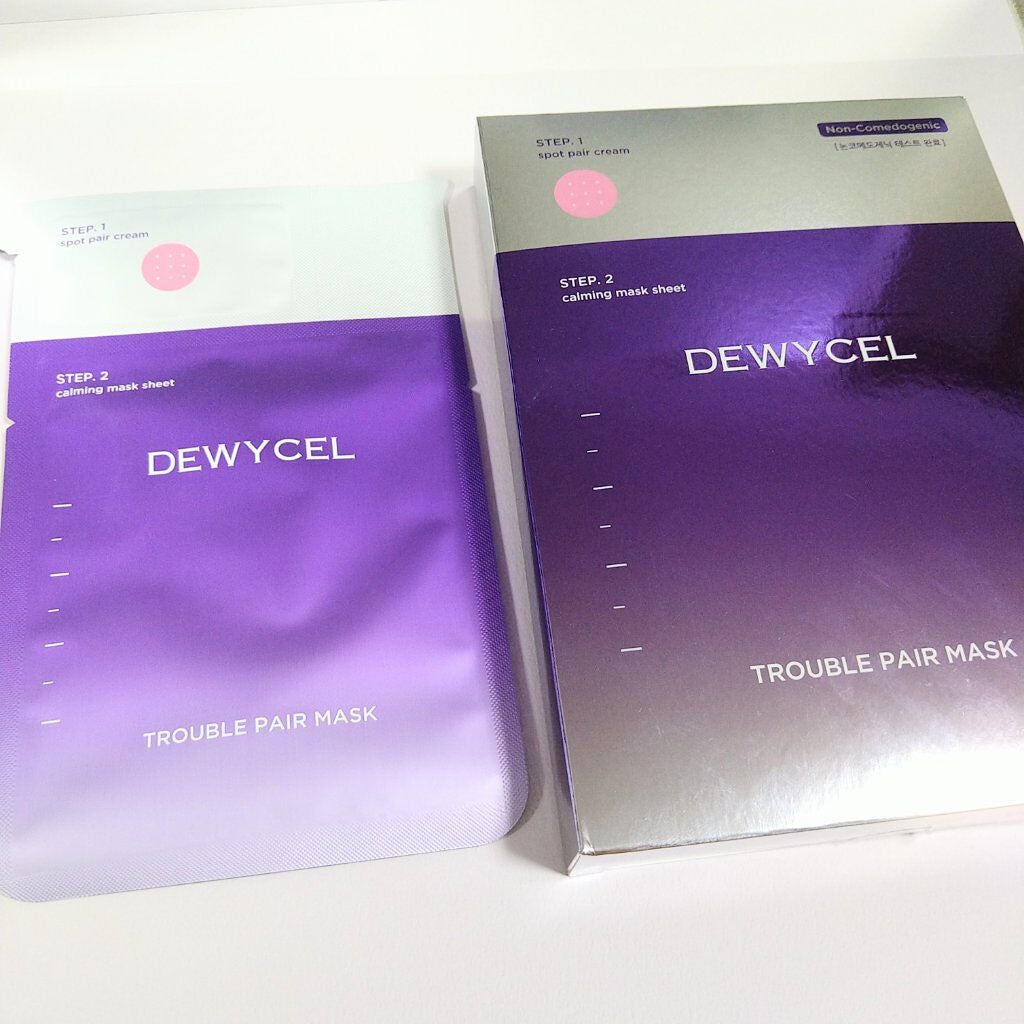 STEP. 1
spot pair cream
STEP. 2
calming mask sheet
DEWYCEL
TROUBLE PAIR MASK
STEP. 1
spot pair cream
Non-Comedogenic
[논코메도제닉 테스트 완료]
STEP. 2
calming mask sheet
DEWYCEL
TROUBLE PAIR MASK